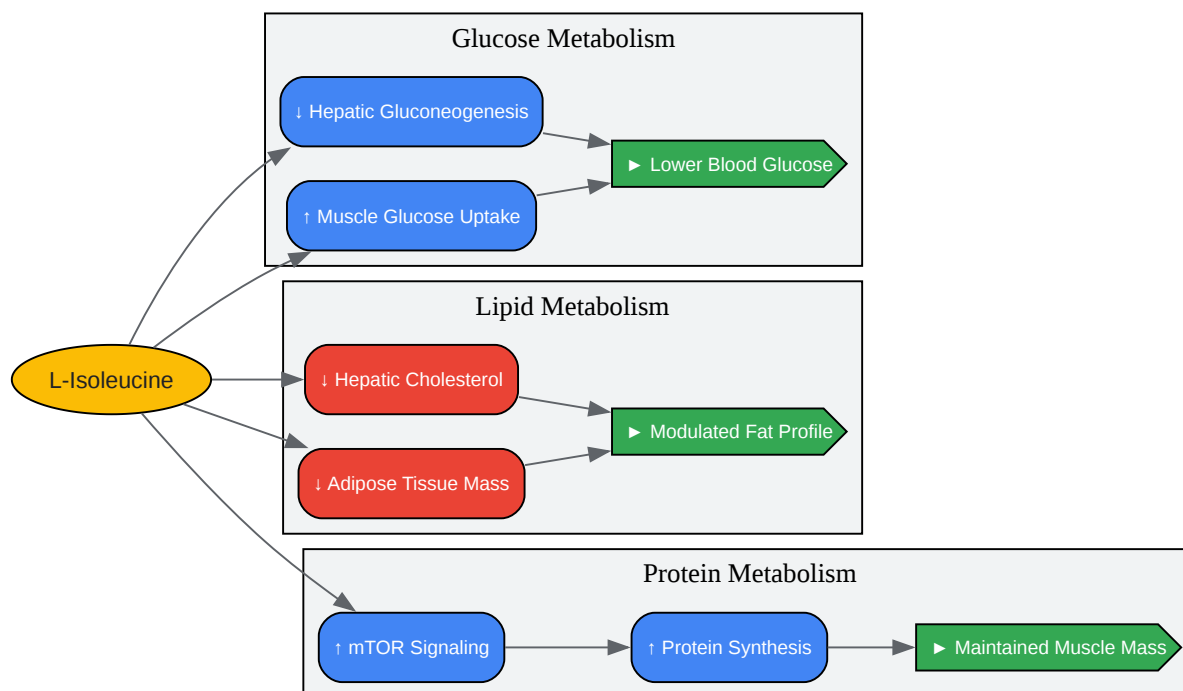 Glucose Metabolism
↓ Hepatic Gluconeogenesis
► Lower Blood Glucose
↑ Muscle Glucose Uptake
Lipid Metabolism
L-Isoleucine
↓ Hepatic Cholesterol
► Modulated Fat Profile
↓ Adipose Tissue Mass
Protein Metabolism
↑ mTOR Signaling
↑ Protein Synthesis
► Maintained Muscle Mass